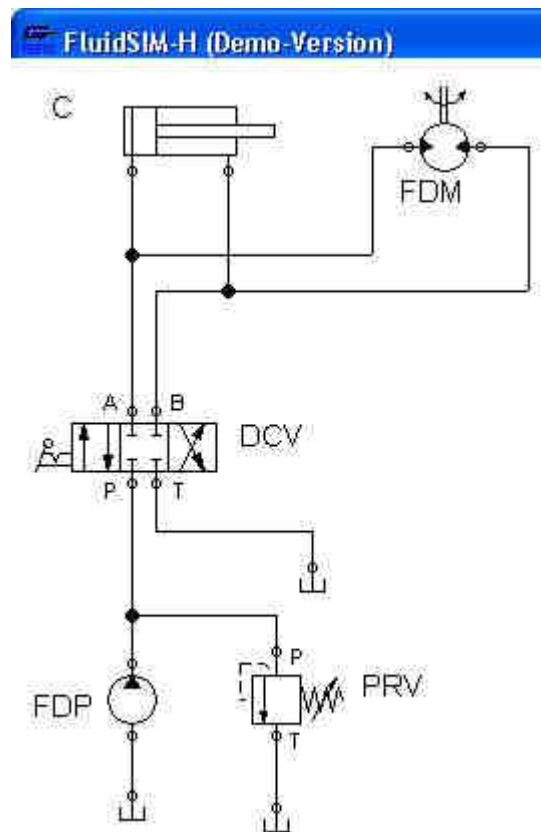 FluidSIM-H (Demo-Version)
C
FDM
A B
DCV
P T
P
FDP
PRV
T